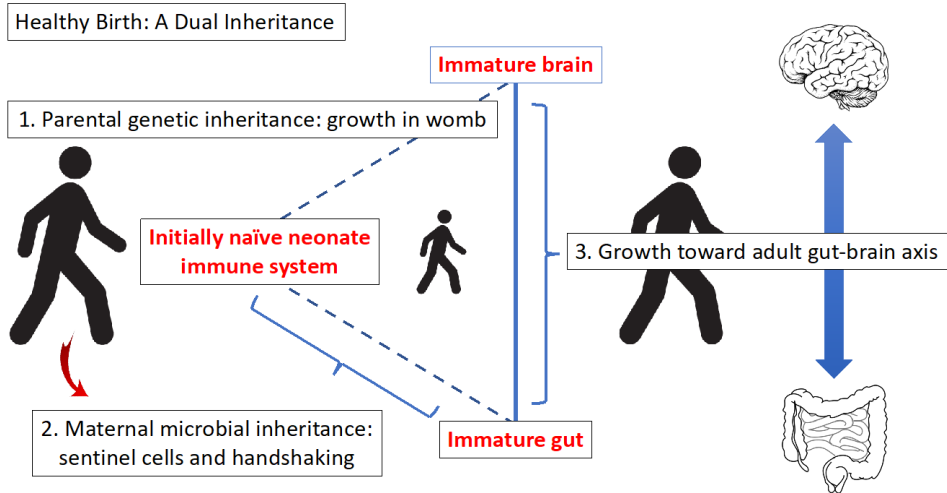 Healthy Birth: A Dual Inheritance
Immature brain
1. Parental genetic inheritance: growth in womb
Initially naïve neonate
immune system
3. Growth toward adult gut-brain axis
2. Maternal microbial inheritance:
sentinel cells and handshaking
Immature gut